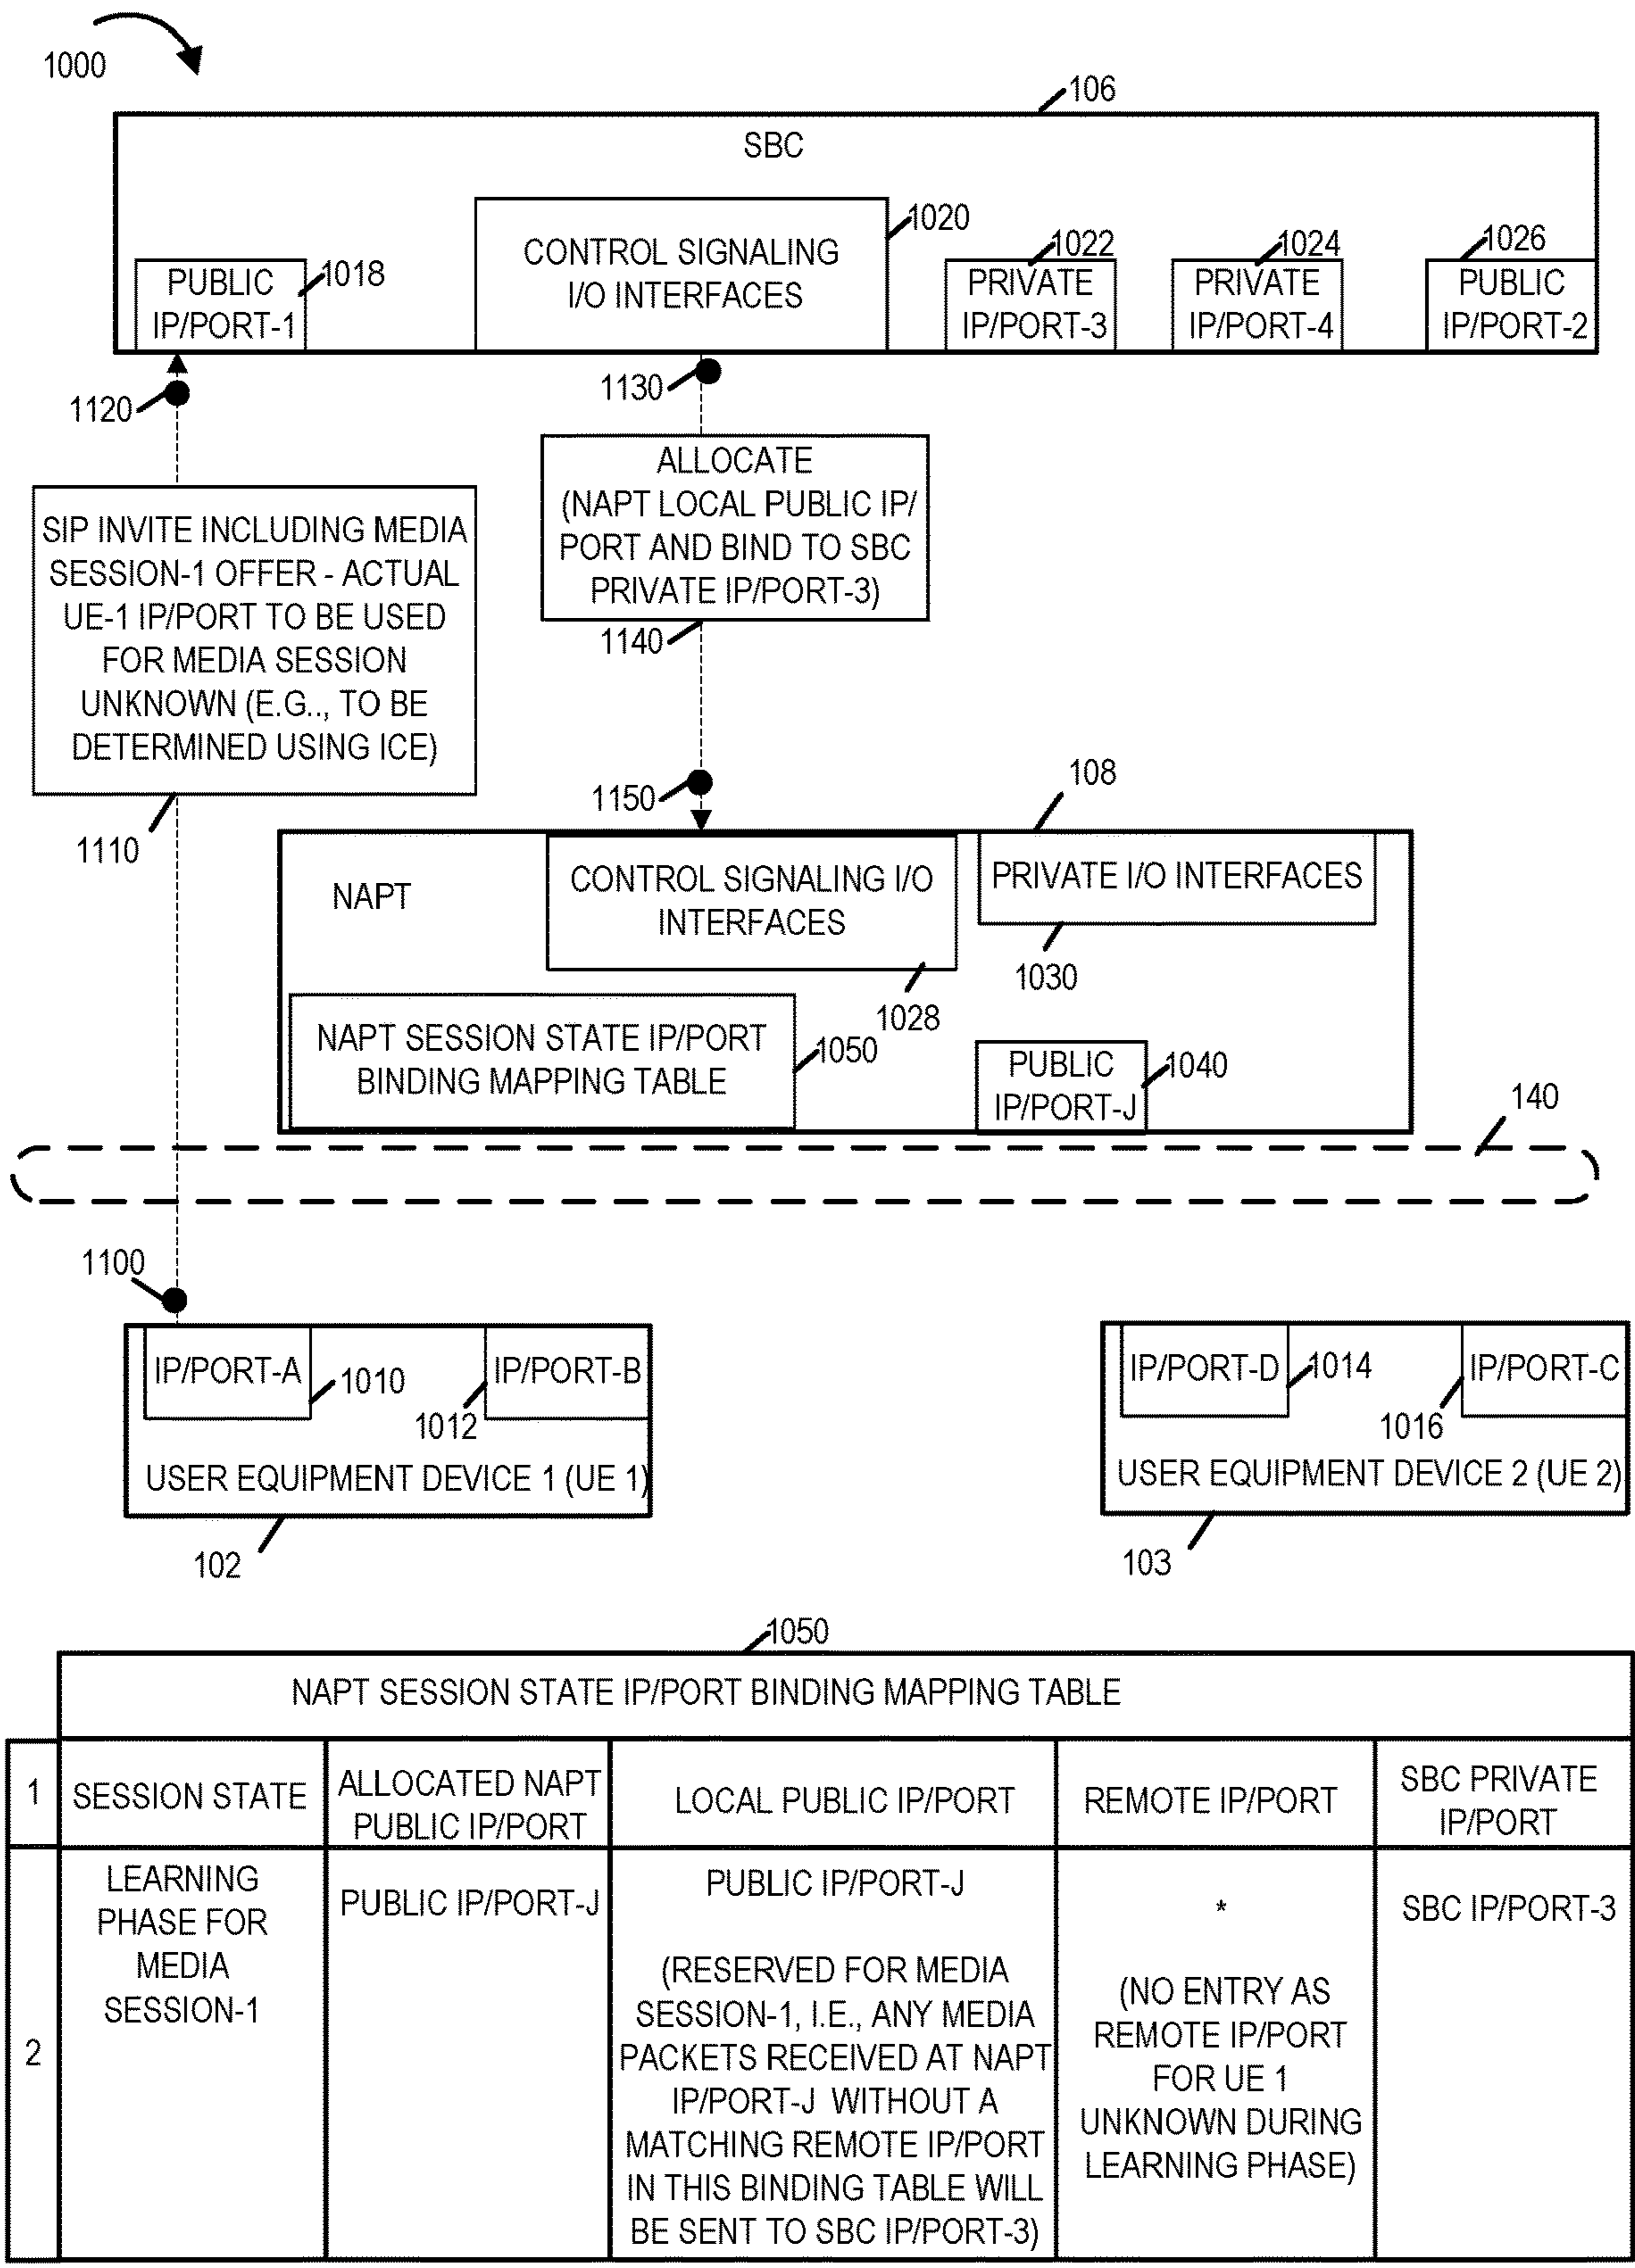 1000
106
SBC
1020
CONTROL SIGNALING
I/O INTERFACES
1018
PUBLIC
IP/PORT-1
1022
PRIVATE
IP/PORT-3
1024
PRIVATE
IP/PORT-4
1026
PUBLIC
IP/PORT-2
1120
1130
ALLOCATE
(NAPT LOCAL PUBLIC IP/
PORT AND BIND TO SBC
PRIVATE IP/PORT-3)
1140
SIP INVITE INCLUDING MEDIA
SESSION-1 OFFER - ACTUAL
UE-1 IP/PORT TO BE USED
FOR MEDIA SESSION
UNKNOWN (E.G.., TO BE
DETERMINED USING ICE)
1110
1150
108
NAPT
CONTROL SIGNALING I/O
INTERFACES
1028
PRIVATE I/O INTERFACES
1030
NAPT SESSION STATE IP/PORT
BINDING MAPPING TABLE
1050
PUBLIC
IP/PORT-J
1040
140
1100
IP/PORT-A
1010
1012
IP/PORT-B
USER EQUIPMENT DEVICE 1 (UE 1)
102
IP/PORT-D
1014
1016
IP/PORT-C
USER EQUIPMENT DEVICE 2 (UE 2)
103
1050
NAPT SESSION STATE IP/PORT BINDING MAPPING TABLE
1
SESSION STATE
ALLOCATED NAPT
PUBLIC IP/PORT
LOCAL PUBLIC IP/PORT
REMOTE IP/PORT
SBC PRIVATE
IP/PORT
2
LEARNING
PHASE FOR
MEDIA
SESSION-1
PUBLIC IP/PORT-J
PUBLIC IP/PORT-J
(RESERVED FOR MEDIA
SESSION-1, I.E., ANY MEDIA
PACKETS RECEIVED AT NAPT
IP/PORT-J WITHOUT A
MATCHING REMOTE IP/PORT
IN THIS BINDING TABLE WILL
BE SENT TO SBC IP/PORT-3)
*
(NO ENTRY AS
REMOTE IP/PORT
FOR UE 1
UNKNOWN DURING
LEARNING PHASE)
SBC IP/PORT-3